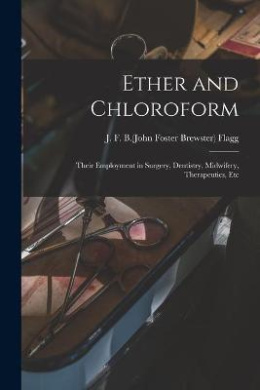 Ether and
Chloroform
J. F. B. (John Foster Brewster) Flagg
Their Employment in Surgery, Dentistry, Midwifery,
Therapeutics, Etc